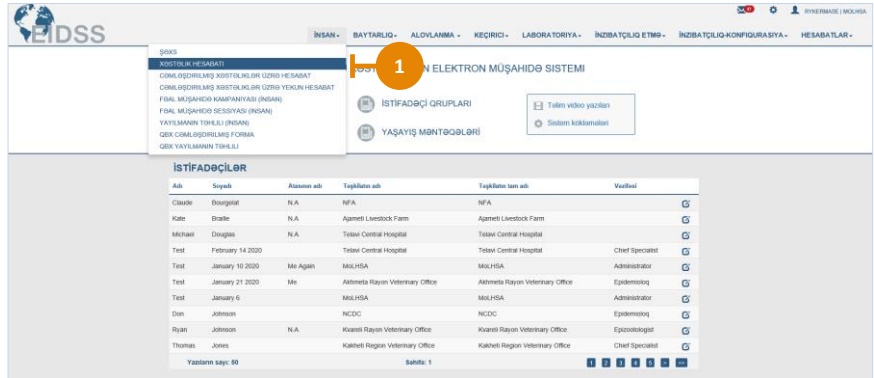 EIDSS
47 RYKERMABE | MOLHSA
İNSAN BAYTARLIQ ALOVLANMA KEÇIRICI LABORATORIYA İNZIBATÇILIQ ETMƏ İNZIBATÇILIQ-KONFIQURASIYA HESABATLAR
ŞƏXS
XƏSTƏLIK HESABATI
CƏMLƏŞDIRILMIŞ XƏSTƏLIKLƏR ÜZRƏ HESABAT
CƏMLƏŞDIRILMIŞ XƏSTƏLIKLƏR ÜZRƏ YEKUN HESABAT
FƏAL MÜŞAHIDƏ KAMPANIYASI (İNSAN)
FƏAL MÜŞAHIDƏ SESSIYASI (İNSAN)
YAYILMANIN TƏHLILI (İNSAN)
QBX CƏMLƏŞDIRILMIŞ FORMA
QBX YAYILMANIN TƏHLILI
1
ELEKTRON MÜŞAHIDƏ SISTEMI
İSTIFADƏÇI QRUPLARI
YAŞAYIŞ MƏNTƏQƏLƏRI
Təlim video yazıları
Sistem kökləmələri
İSTIFADƏÇILƏR
Adı Soyadı Atasının adı Təşkilatın adı Təşkilatın tam adı Vəzifəsi
Claude Bourgelat N.A NFA NFA
Kate Braille N.A Ajameti Livestock Farm Ajameti Livestock Farm
Michael Douglas N.A Telavi Central Hospital Telavi Central Hospital
Test February 14 2020 Telavi Central Hospital Telavi Central Hospital Chief Specialist
Test January 10 2020 Me Again MoLHSA MoLHSA Administrator
Test January 21 2020 Me Akhmeta Rayon Veterinary Office Akhmeta Rayon Veterinary Office Epidemioloq
Test January 6 MoLHSA MoLHSA Administrator
Don Johnson NCDC NCDC Epidemioloq
Ryan Johnson N.A Kvareli Rayon Veterinary Office Kvareli Rayon Veterinary Office Epizootologist
Thomas Jones Kakheti Region Veterinary Office Kakheti Region Veterinary Office Chief Specialist
Yazıların sayı: 50 Səhifə: 1 1 2 3 4 5 > >>